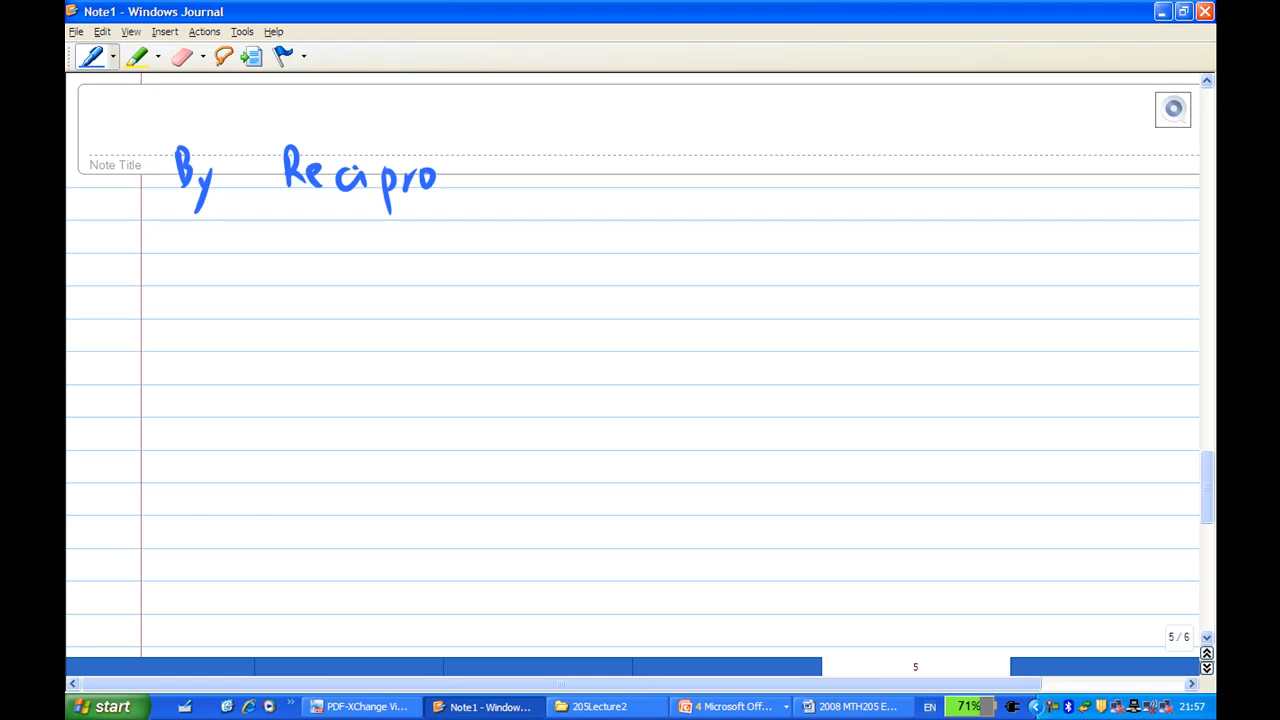 Note1 - Windows Journal
File Edit View Insert Actions Tools Help
Note Title
By Recipro
5 / 6
5
start PDF-XChange Vi... Note1 - Window... 205Lecture2 4 Microsoft Off... 2008 MTH205 E... EN 71% 21:57